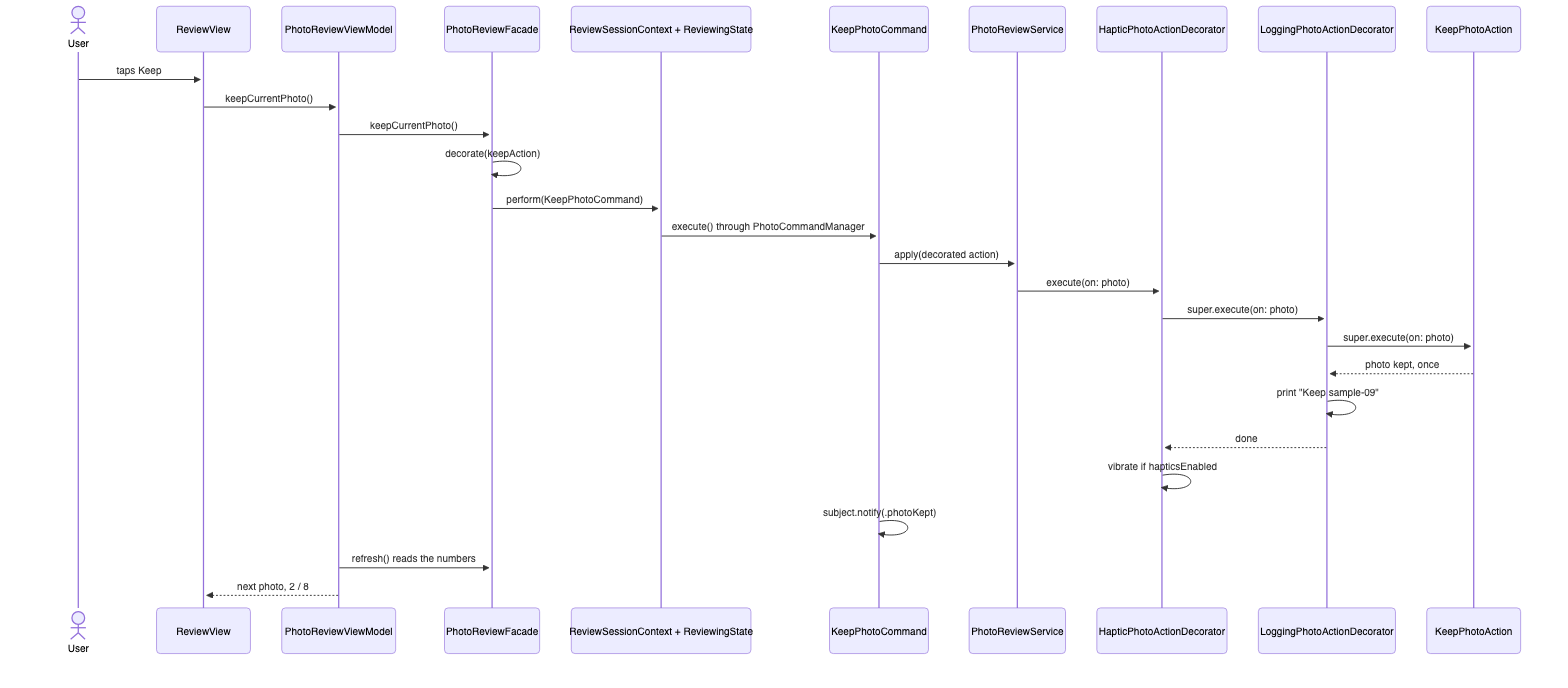 User
ReviewView
PhotoReviewViewModel
PhotoReviewFacade
ReviewSessionContext + ReviewingState
KeepPhotoCommand
PhotoReviewService
HapticPhotoActionDecorator
LoggingPhotoActionDecorator
KeepPhotoAction
taps Keep
keepCurrentPhoto()
keepCurrentPhoto()
decorate(keepAction)
perform(KeepPhotoCommand)
execute() through PhotoCommandManager
apply(decorated action)
execute(on: photo)
super.execute(on: photo)
super.execute(on: photo)
photo kept, once
print "Keep sample-09"
done
vibrate if hapticsEnabled
subject.notify(.photoKept)
refresh() reads the numbers
next photo, 2 / 8
User
ReviewView
PhotoReviewViewModel
PhotoReviewFacade
ReviewSessionContext + ReviewingState
KeepPhotoCommand
PhotoReviewService
HapticPhotoActionDecorator
LoggingPhotoActionDecorator
KeepPhotoAction